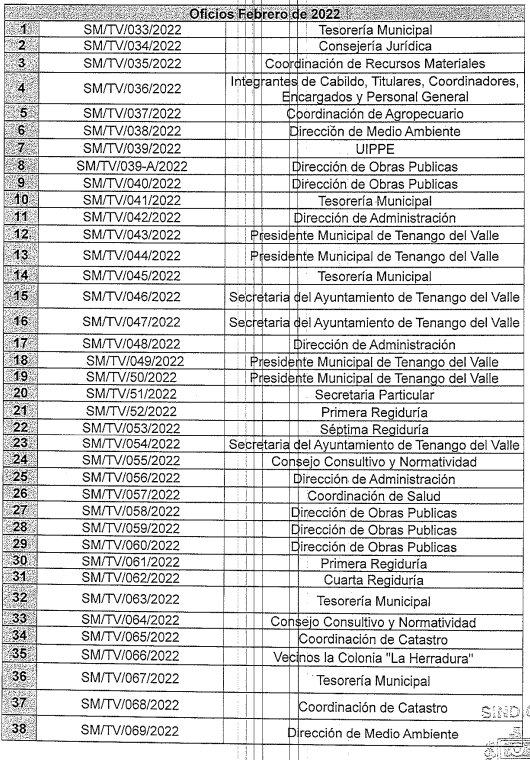 Oficios Febrero de 2022
1 SM/TV/033/2022 Tesorería Municipal
2 SM/TV/034/2022 Consejería Jurídica
3 SM/TV/035/2022 Coordinación de Recursos Materiales
4 SM/TV/036/2022 Integrantes de Cabildo, Titulares, Coordinadores,
Encargados y Personal General
5 SM/TV/037/2022 Coordinación de Agropecuario
6 SM/TV/038/2022 Dirección de Medio Ambiente
7 SM/TV/039/2022 UIPPE
8 SM/TV/039-A/2022 Dirección de Obras Publicas
9 SM/TV/040/2022 Dirección de Obras Publicas
10 SM/TV/041/2022 Tesorería Municipal
11 SM/TV/042/2022 Dirección de Administración
12 SM/TV/043/2022 Presidente Municipal de Tenango del Valle
13 SM/TV/044/2022 Presidente Municipal de Tenango del Valle
14 SM/TV/045/2022 Tesorería Municipal
15 SM/TV/046/2022 Secretaria del Ayuntamiento de Tenango del Valle
16 SM/TV/047/2022 Secretaria del Ayuntamiento de Tenango del Valle
17 SM/TV/048/2022 Dirección de Administración
18 SM/TV/049/2022 Presidente Municipal de Tenango del Valle
19 SM/TV/50/2022 Presidente Municipal de Tenango del Valle
20 SM/TV/51/2022 Secretaria Particular
21 SM/TV/52/2022 Primera Regiduría
22 SM/TV/053/2022 Séptima Regiduría
23 SM/TV/054/2022 Secretaria del Ayuntamiento de Tenango del Valle
24 SM/TV/055/2022 Consejo Consultivo y Normatividad
25 SM/TV/056/2022 Dirección de Administración
26 SM/TV/057/2022 Coordinación de Salud
27 SM/TV/058/2022 Dirección de Obras Publicas
28 SM/TV/059/2022 Dirección de Obras Publicas
29 SM/TV/060/2022 Dirección de Obras Publicas
30 SM/TV/061/2022 Primera Regiduría
31 SM/TV/062/2022 Cuarta Regiduría
32 SM/TV/063/2022 Tesorería Municipal
33 SM/TV/064/2022 Consejo Consultivo y Normatividad
34 SM/TV/065/2022 Coordinación de Catastro
35 SM/TV/066/2022 Vecinos la Colonia "La Herradura"
36 SM/TV/067/2022 Tesorería Municipal
37 SM/TV/068/2022 Coordinación de Catastro
38 SM/TV/069/2022 Dirección de Medio Ambiente